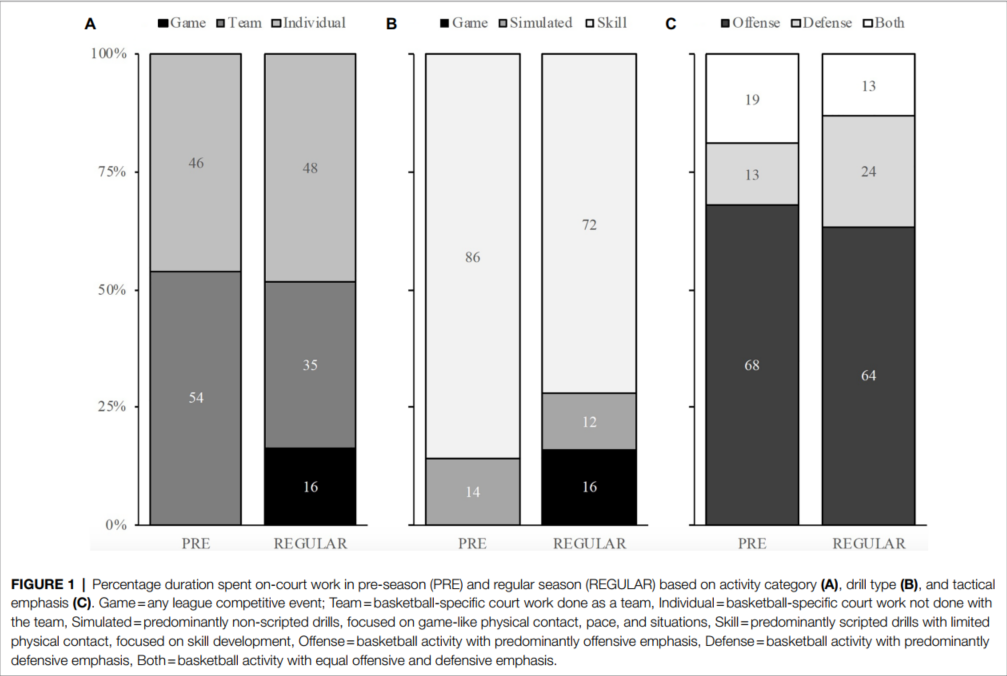 A Game Team Individual
B Game Simulated Skill
C Offense Defense Both
100%
75%
50%
25%
0%
46
54
48
35
16
PRE REGULAR
86
14
72
12
16
PRE REGULAR
19
13
68
13
24
64
PRE REGULAR
FIGURE 1 | Percentage duration spent on-court work in pre-season (PRE) and regular season (REGULAR) based on activity category (A), drill type (B), and tactical
emphasis (C). Game=any league competitive event; Team=basketball-specific court work done as a team, Individual=basketball-specific court work not done with
the team, Simulated=predominantly non-scripted drills, focused on game-like physical contact, pace, and situations, Skill=predominantly scripted drills with limited
physical contact, focused on skill development, Offense=basketball activity with predominantly offensive emphasis, Defense=basketball activity with predominantly
defensive emphasis, Both=basketball activity with equal offensive and defensive emphasis.